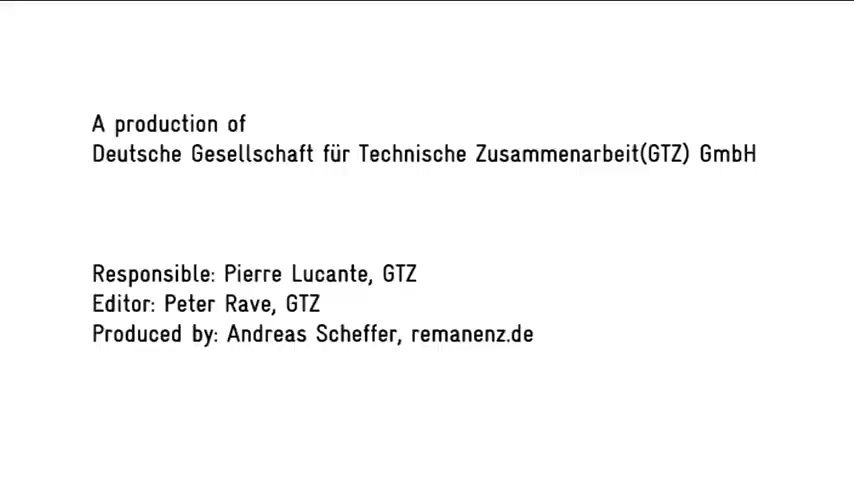 A production of
Deutsche Gesellschaft für Technische Zusammenarbeit(GTZ) GmbH
Responsible: Pierre Lucante, GTZ
Editor: Peter Rave, GTZ
Produced by: Andreas Scheffer, remanenz.de